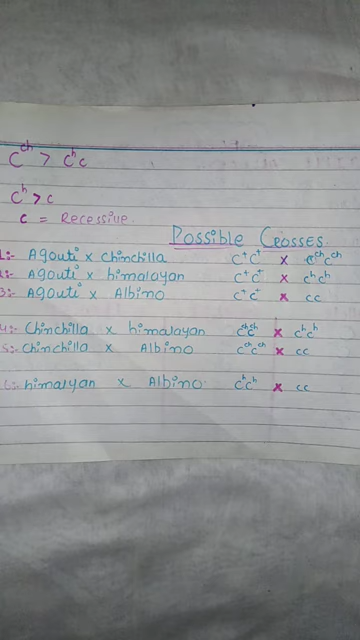 c^ch > c^h c
c^h > c
c = Recessive.
Possible Crosses.
1:- Agouti x Chinchilla c⁺c⁺ x c^ch c^ch
2:- Agouti x himalayan c⁺c⁺ x c^h c^h
3:- Agouti x Albino c⁺c⁺ x cc
4:- Chinchilla x himalayan c^ch c^ch x c^h c^h
5:- Chinchilla x Albino c^ch c^ch x cc
6:- himalyan x Albino c^h c^h x cc